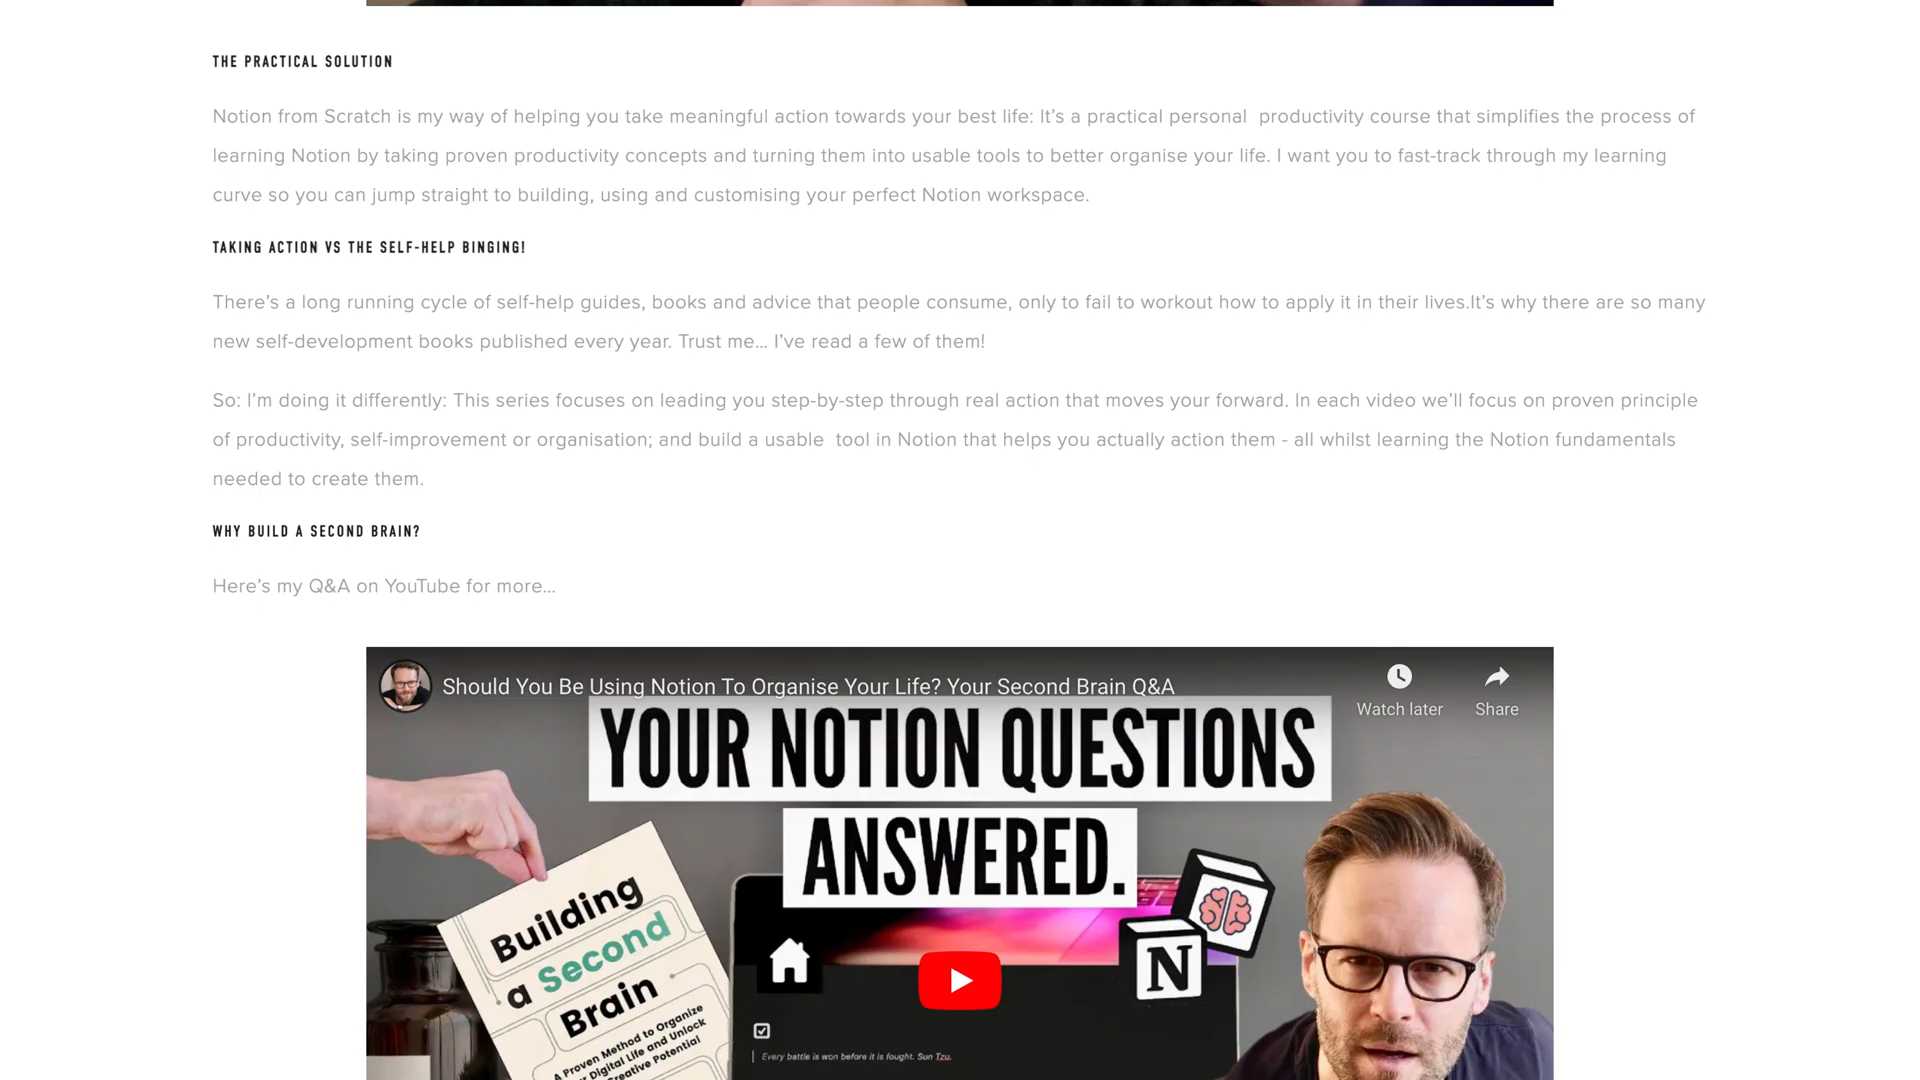 THE PRACTICAL SOLUTION
Notion from Scratch is my way of helping you take meaningful action towards your best life: It’s a practical personal  productivity course that simplifies the process of
learning Notion by taking proven productivity concepts and turning them into usable tools to better organise your life. I want you to fast-track through my learning
curve so you can jump straight to building, using and customising your perfect Notion workspace.
TAKING ACTION VS THE SELF-HELP BINGING!
There’s a long running cycle of self-help guides, books and advice that people consume, only to fail to workout how to apply it in their lives.It’s why there are so many
new self-development books published every year. Trust me… I’ve read a few of them!
So: I’m doing it differently: This series focuses on leading you step-by-step through real action that moves your forward. In each video we’ll focus on proven principle
of productivity, self-improvement or organisation; and build a usable  tool in Notion that helps you actually action them - all whilst learning the Notion fundamentals
needed to create them.
WHY BUILD A SECOND BRAIN?
Here’s my Q&A on YouTube for more…
Should You Be Using Notion To Organise Your Life? Your Second Brain Q&A
Watch later
Share
YOUR NOTION QUESTIONS
ANSWERED.
Building
a Second
Brain
A Proven Method to Organize
Digital Life and Unlock
Creative Potential
N
Every battle is won before it is fought. Sun Tzu.